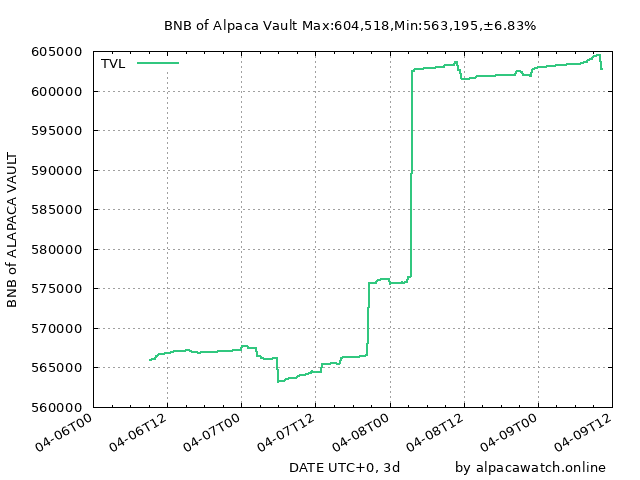 BNB of Alpaca Vault Max:604,518,Min:563,195,±6.83%
TVL
605000
600000
595000
590000
585000
580000
575000
570000
565000
560000
BNB of ALAPACA VAULT
04-06T00
04-06T12
04-07T00
04-07T12
04-08T00
04-08T12
04-09T00
04-09T12
DATE UTC+0, 3d
by alpacawatch.online